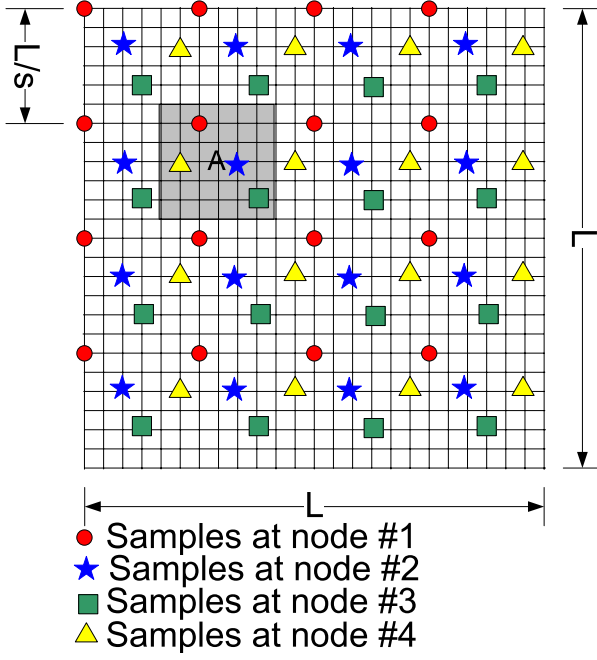 L/s
A
L
L
Samples at node #1
Samples at node #2
Samples at node #3
Samples at node #4